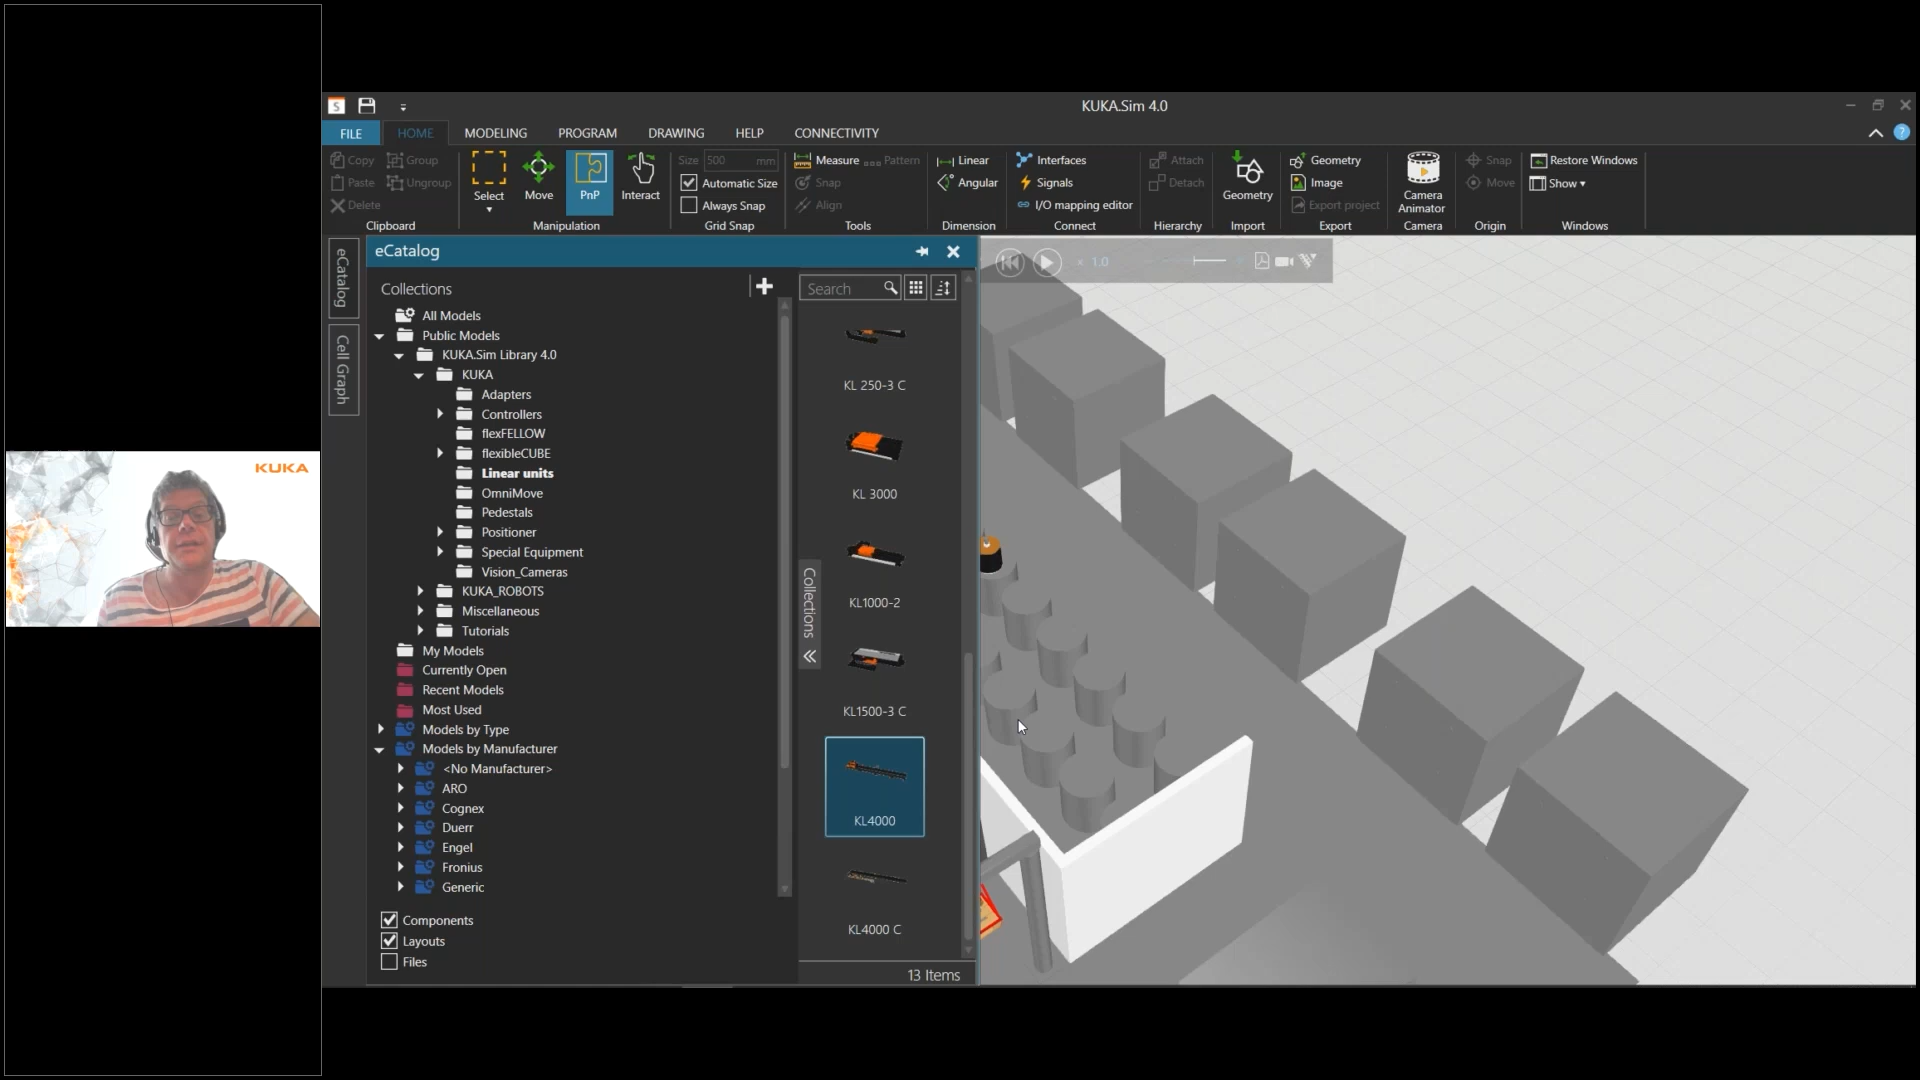 KUKA
S
KUKA.Sim 4.0
FILE HOME MODELING PROGRAM DRAWING HELP CONNECTIVITY
?
Copy Group
Paste Ungroup
Delete
Clipboard
Select Move PnP Interact
Manipulation
Size 500 mm
Automatic Size
Always Snap
Grid Snap
Measure Pattern
Snap
Align
Tools
Linear
Angular
Dimension
Interfaces
Signals
I/O mapping editor
Connect
Attach
Detach
Hierarchy
Geometry
Import
Geometry
Image
Export project
Export
Camera
Animator
Camera
Snap
Move
Origin
Restore Windows
Show
Windows
eCatalog
Cell Graph
eCatalog
Collections
All Models
Public Models
KUKA.Sim Library 4.0
KUKA
Adapters
Controllers
flexFELLOW
flexibleCUBE
Linear units
OmniMove
Pedestals
Positioner
Special Equipment
Vision_Cameras
KUKA_ROBOTS
Miscellaneous
Tutorials
My Models
Currently Open
Recent Models
Most Used
Models by Type
Models by Manufacturer
<No Manufacturer>
ARO
Cognex
Duerr
Engel
Fronius
Generic
Components
Layouts
Files
Collections
Search
KL 250-3 C
KL 3000
KL1000-2
KL1500-3 C
KL4000
KL4000 C
13 Items
x 1.0